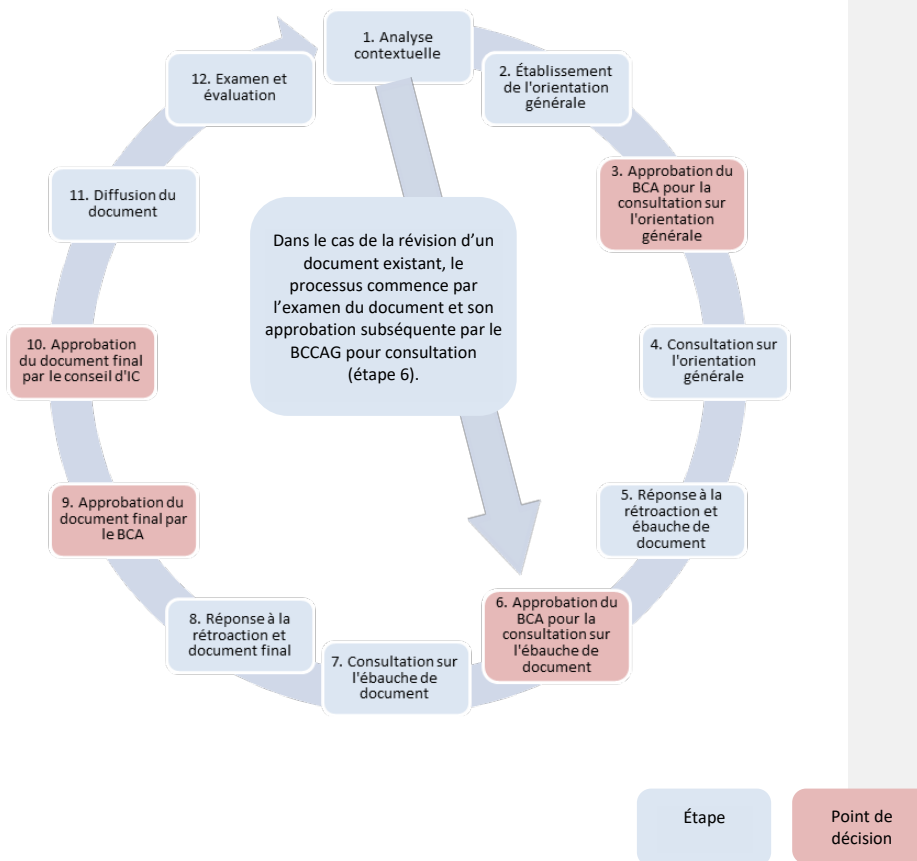 1. Analyse
contextuelle
2. Établissement
de l'orientation
générale
3. Approbation du
BCA pour la
consultation sur
l'orientation
générale
4. Consultation sur
l'orientation
générale
5. Réponse à la
rétroaction et
ébauche de
document
6. Approbation du
BCA pour la
consultation sur
l'ébauche de
document
7. Consultation sur
l'ébauche de
document
8. Réponse à la
rétroaction et
document final
9. Approbation du
document final par
le BCA
10. Approbation
du document final
par le conseil d'IC
11. Diffusion du
document
12. Examen et
évaluation
Dans le cas de la révision d’un
document existant, le
processus commence par
l’examen du document et son
approbation subséquente par le
BCCAG pour consultation
(étape 6).
Étape
Point de
décision